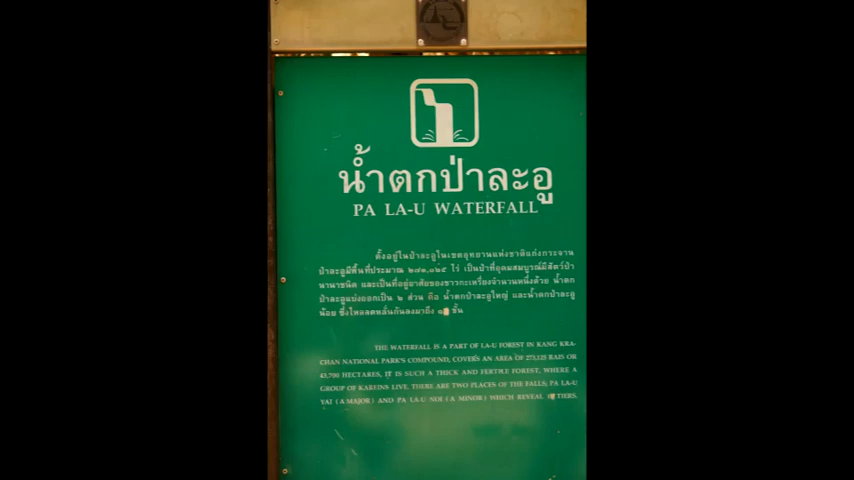 น้ำตกป่าละอู
PA LA-U WATERFALL
ตั้งอยู่ในป่าละอูในเขตอุทยานแห่งชาติแก่งกระจาน
ป่าละอูมีพื้นที่ประมาณ ๒๗๓,๑๒๕ ไร่ เป็นป่าที่อุดมสมบูรณ์มีสัตว์ป่า
นานาชนิด และเป็นที่อยู่อาศัยของชาวกะเหรี่ยงจำนวนหนึ่งด้วย น้ำตก
ป่าละอูแบ่งออกเป็น ๒ ส่วน คือ น้ำตกป่าละอูใหญ่ และน้ำตกป่าละอู
น้อย ซึ่งไหลลดหลั่นกันลงมาถึง ชั้น
THE WATERFALL IS A PART OF LA-U FOREST IN KANG KRA-
CHAN NATIONAL PARK'S COMPOUND, COVERS AN AREA OF 273,125 RAIS OR
43,700 HECTARES, IT IS SUCH A THICK AND FERTILE FOREST, WHERE A
GROUP OF KARENS LIVE. THERE ARE TWO PLACES OF THE FALLS; PA LA-U
YAI (A MAJOR) AND PA LA-U NOI (A MINOR) WHICH REVEAL TIERS.